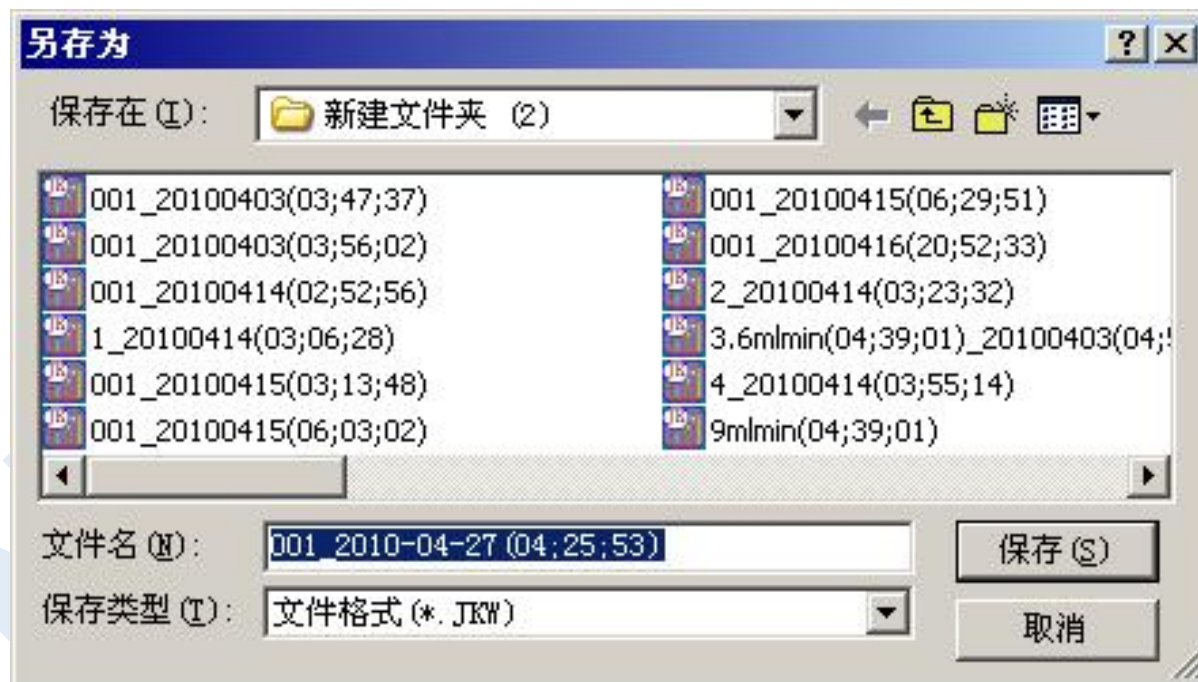 另存为
保存在(I): 新建文件夹 (2)
001_20100403(03;47;37)
001_20100403(03;56;02)
001_20100414(02;52;56)
1_20100414(03;06;28)
001_20100415(03;13;48)
001_20100415(06;03;02)
001_20100415(06;29;51)
001_20100416(20;52;33)
2_20100414(03;23;32)
3.6mlmin(04;39;01)_20100403(04;
4_20100414(03;55;14)
9mlmin(04;39;01)
文件名(N): 001_2010-04-27(04;25;53)
保存(S)
保存类型(T): 文件格式(*.JKW)
取消